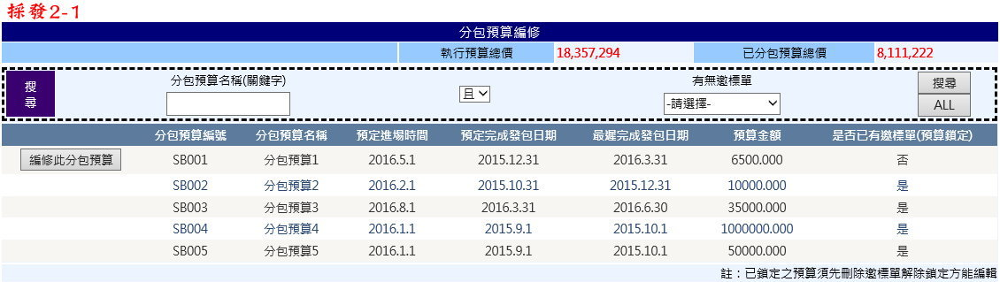 採發2-1
分包預算編修
執行預算總價 18,357,294 已分包預算總價 8,111,222
搜尋 分包預算名稱(關鍵字) 且 有無邀標單 -請選擇- 搜尋 ALL
分包預算編號 分包預算名稱 預定進場時間 預定完成發包日期 最遲完成發包日期 預算金額 是否已有邀標單(預算鎖定)
編修此分包預算 SB001 分包預算1 2016.5.1 2015.12.31 2016.3.31 6500.000 否
SB002 分包預算2 2016.2.1 2015.10.31 2015.12.31 10000.000 是
SB003 分包預算3 2016.8.1 2016.3.31 2016.6.30 35000.000 是
SB004 分包預算4 2016.1.1 2015.9.1 2015.10.1 1000000.000 是
SB005 分包預算5 2016.1.1 2015.9.1 2015.10.1 50000.000 是
註：已鎖定之預算須先刪除邀標單解除鎖定方能編輯